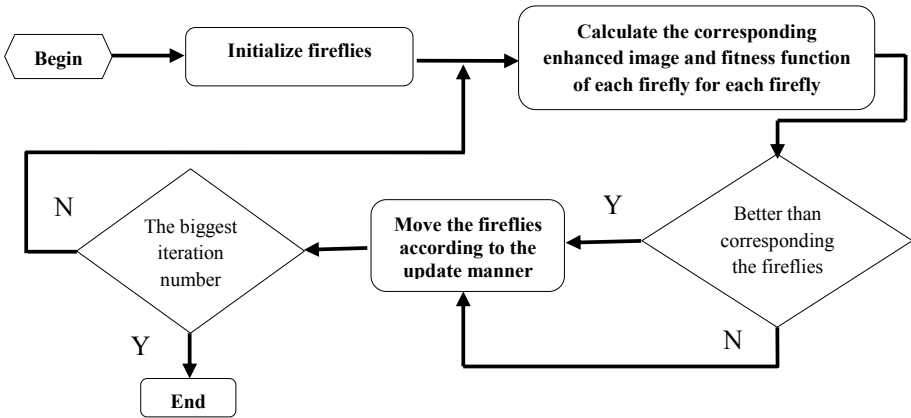 Begin
Initialize fireflies
Calculate the corresponding
enhanced image and fitness function
of each firefly for each firefly
N
The biggest
iteration
number
Move the fireflies
according to the
update manner
Y
Better than
corresponding
the fireflies
Y
N
End